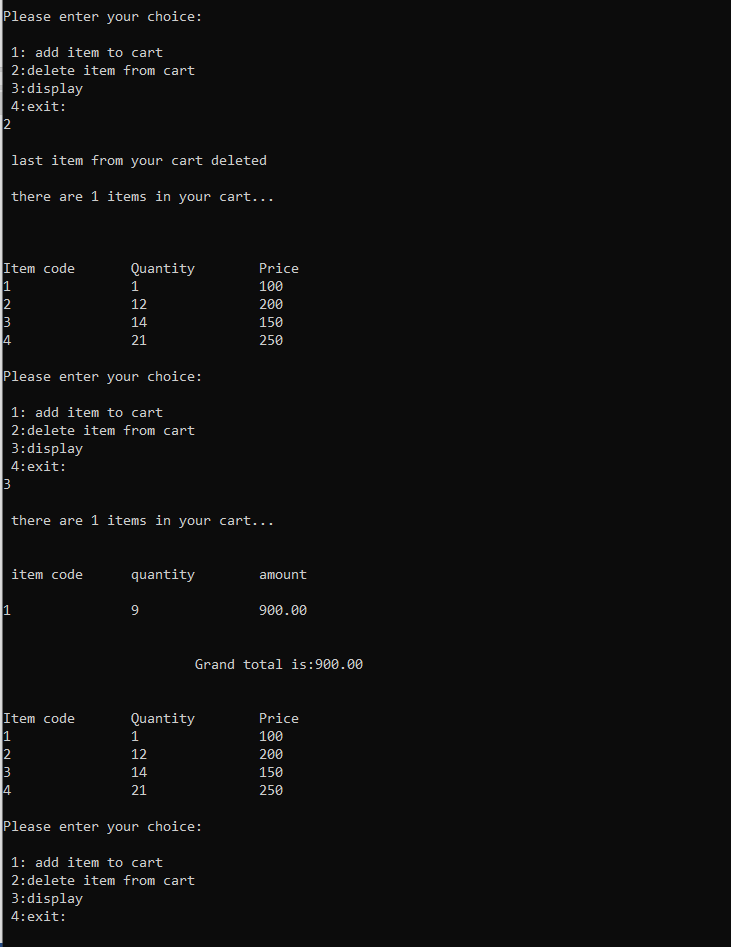 Please enter your choice:
1: add item to cart
2:delete item from cart
3:display
4:exit:
2
last item from your cart deleted
there are 1 items in your cart...
Item code Quantity Price
1 1 100
2 12 200
3 14 150
4 21 250
Please enter your choice:
1: add item to cart
2:delete item from cart
3:display
4:exit:
3
there are 1 items in your cart...
item code quantity amount
1 9 900.00
Grand total is:900.00
Item code Quantity Price
1 1 100
2 12 200
3 14 150
4 21 250
Please enter your choice:
1: add item to cart
2:delete item from cart
3:display
4:exit: